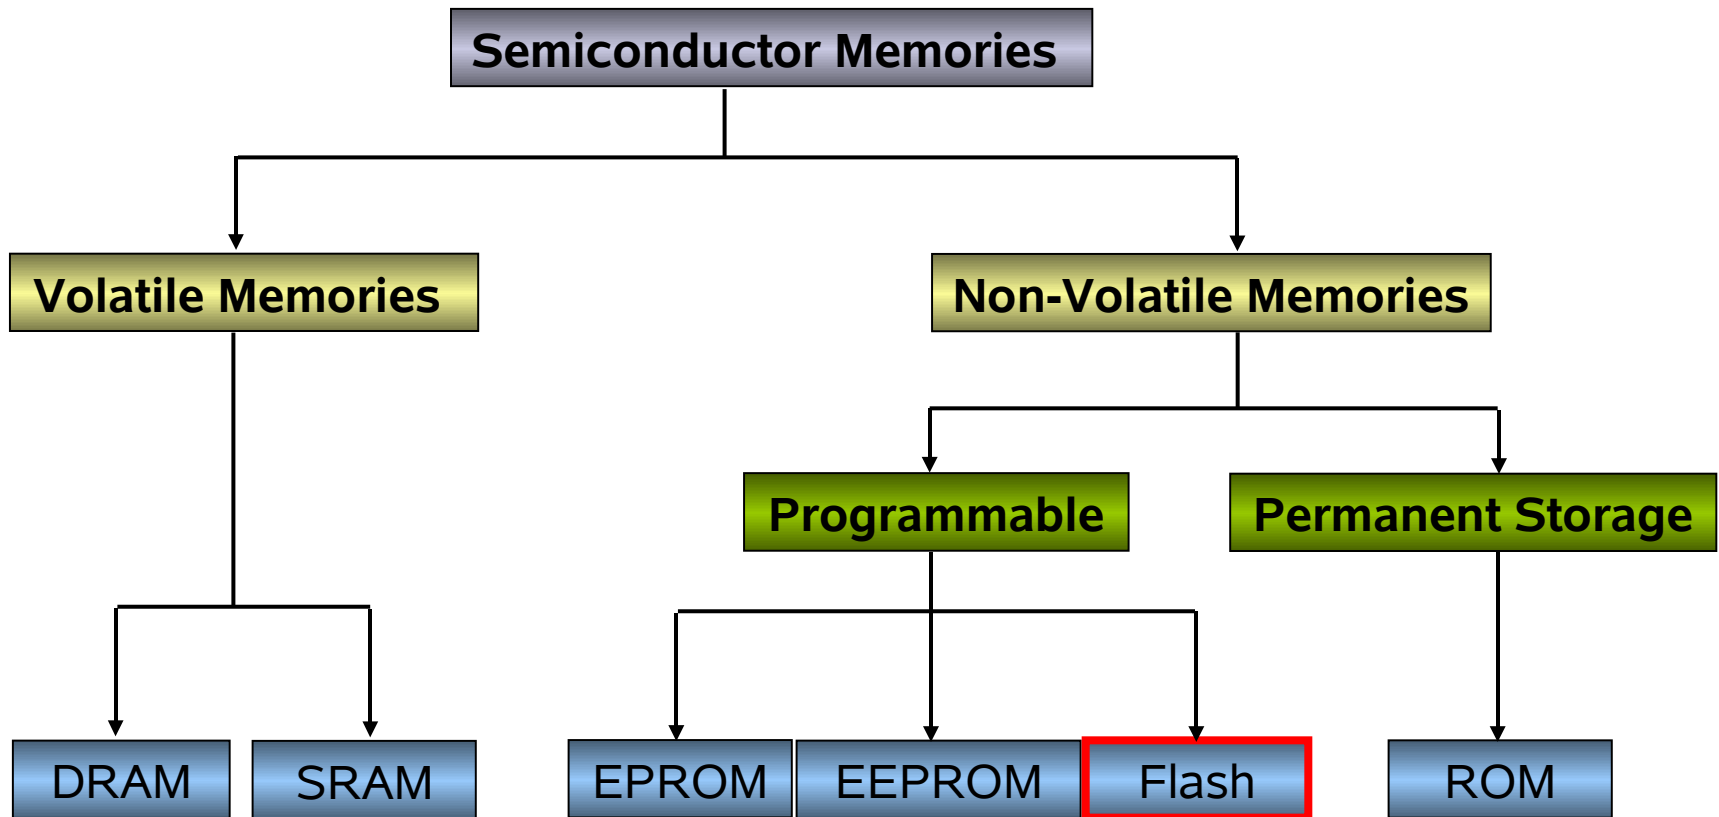 Semiconductor Memories
Volatile Memories
Non-Volatile Memories
Programmable
Permanent Storage
DRAM
SRAM
EPROM
EEPROM
Flash
ROM